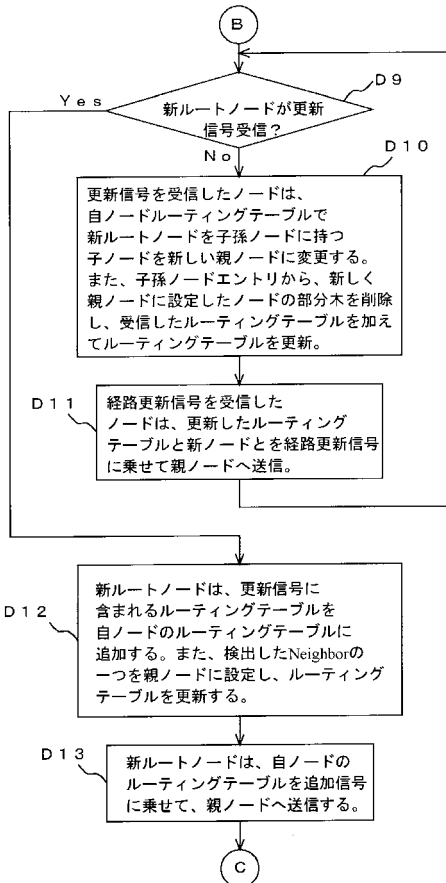 B
D9
Yes
新ルートノードが更新
信号受信？
No
D10
更新信号を受信したノードは、
自ノードルーティングテーブルで
新ルートノードを子孫ノードに持つ
子ノードを新しい親ノードに変更する。
また、子孫ノードエントリから、新しく
親ノードに設定したノードの部分木を削除
し、受信したルーティングテーブルを加え
てルーティングテーブルを更新。
D11
経路更新信号を受信した
ノードは、更新したルーティング
テーブルと新ノードとを経路更新信号
に乗せて親ノードへ送信。
D12
新ルートノードは、更新信号に
含まれるルーティングテーブルを
自ノードのルーティングテーブルに
追加する。また、検出したNeighborの
一つを親ノードに設定し、ルーティング
テーブルを更新する。
D13
新ルートノードは、自ノードの
ルーティングテーブルを追加信号
に乗せて、親ノードへ送信する。
C